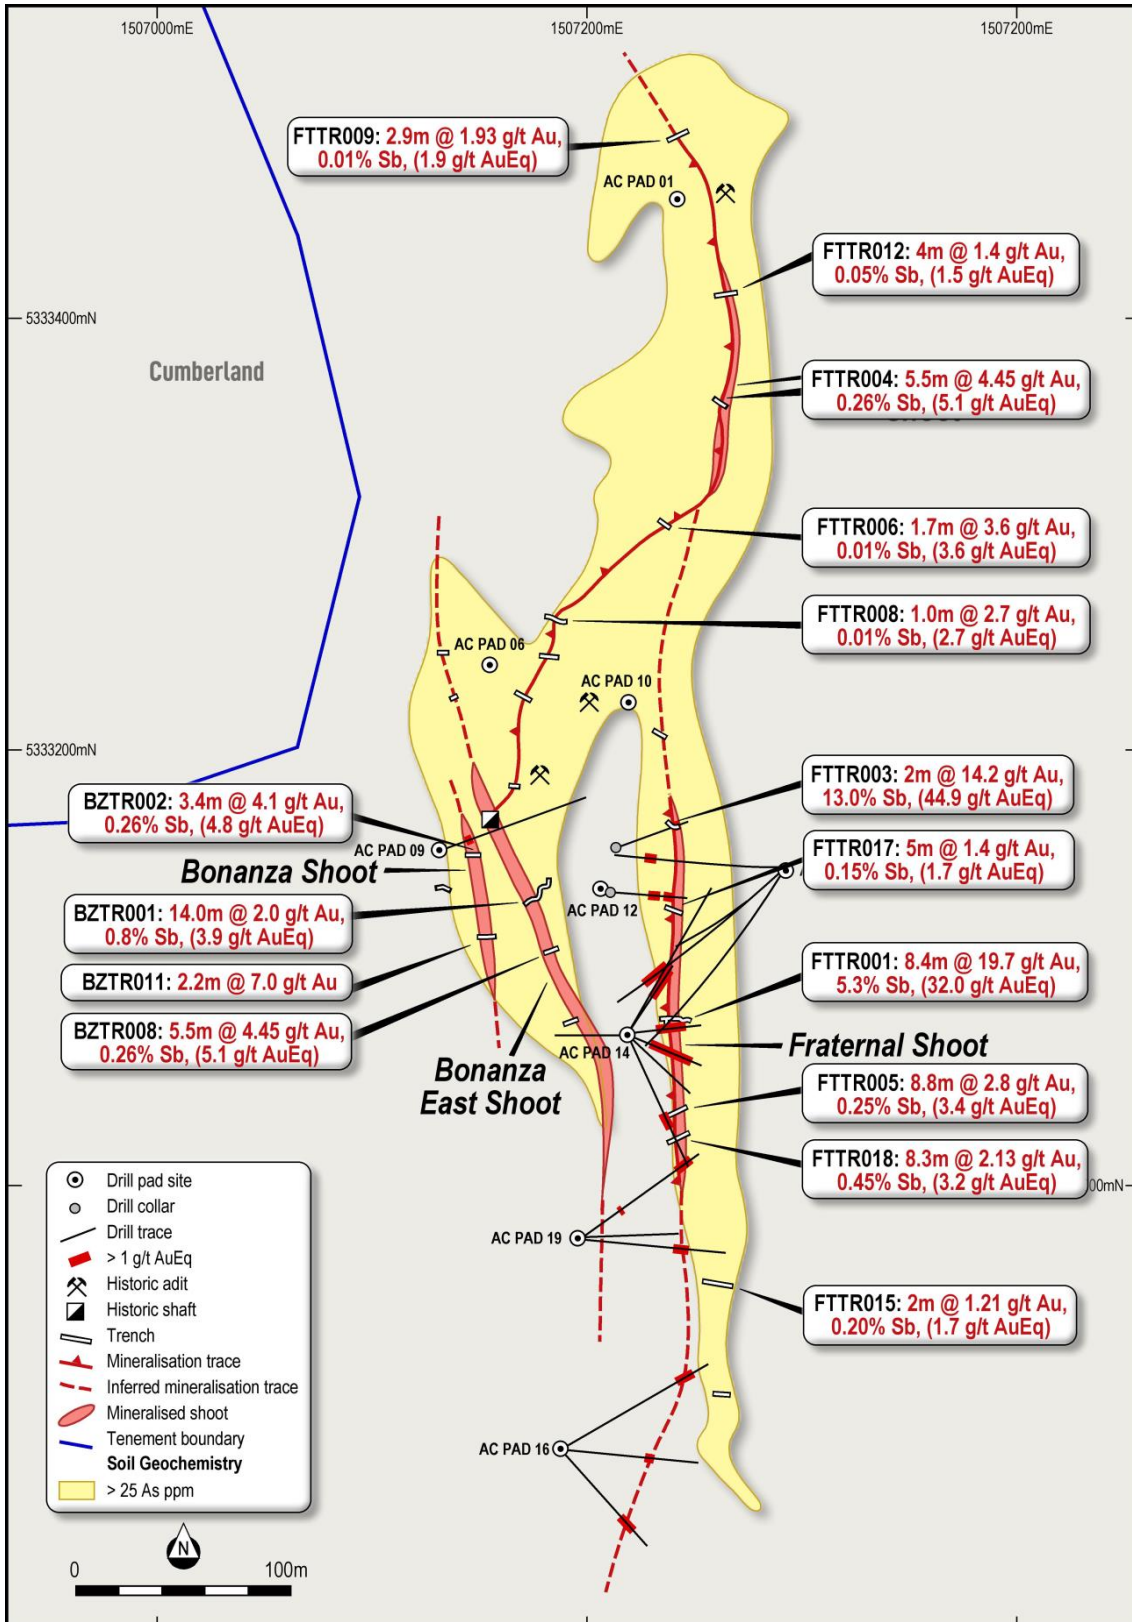 1507000mE
1507200mE
1507200mE
FTTR009: 2.9m @ 1.93 g/t Au,
0.01% Sb, (1.9 g/t AuEq)
AC PAD 01
FTTR012: 4m @ 1.4 g/t Au,
0.05% Sb, (1.5 g/t AuEq)
5333400mN
Cumberland
FTTR004: 5.5m @ 4.45 g/t Au,
0.26% Sb, (5.1 g/t AuEq)
FTTR006: 1.7m @ 3.6 g/t Au,
0.01% Sb, (3.6 g/t AuEq)
FTTR008: 1.0m @ 2.7 g/t Au,
0.01% Sb, (2.7 g/t AuEq)
AC PAD 06
AC PAD 10
5333200mN
FTTR003: 2m @ 14.2 g/t Au,
13.0% Sb, (44.9 g/t AuEq)
BZTR002: 3.4m @ 4.1 g/t Au,
0.26% Sb, (4.8 g/t AuEq)
AC PAD 09
FTTR017: 5m @ 1.4 g/t Au,
0.15% Sb, (1.7 g/t AuEq)
Bonanza Shoot
AC PAD 12
BZTR001: 14.0m @ 2.0 g/t Au,
0.8% Sb, (3.9 g/t AuEq)
FTTR001: 8.4m @ 19.7 g/t Au,
5.3% Sb, (32.0 g/t AuEq)
BZTR011: 2.2m @ 7.0 g/t Au
BZTR008: 5.5m @ 4.45 g/t Au,
0.26% Sb, (5.1 g/t AuEq)
AC PAD 14
Fraternal Shoot
Bonanza
East Shoot
FTTR005: 8.8m @ 2.8 g/t Au,
0.25% Sb, (3.4 g/t AuEq)
FTTR018: 8.3m @ 2.13 g/t Au,
0.45% Sb, (3.2 g/t AuEq)
00mN
AC PAD 19
FTTR015: 2m @ 1.21 g/t Au,
0.20% Sb, (1.7 g/t AuEq)
AC PAD 16
Drill pad site
Drill collar
Drill trace
> 1 g/t AuEq
Historic adit
Historic shaft
Trench
Mineralisation trace
Inferred mineralisation trace
Mineralised shoot
Tenement boundary
Soil Geochemistry
> 25 As ppm
N
0 100m